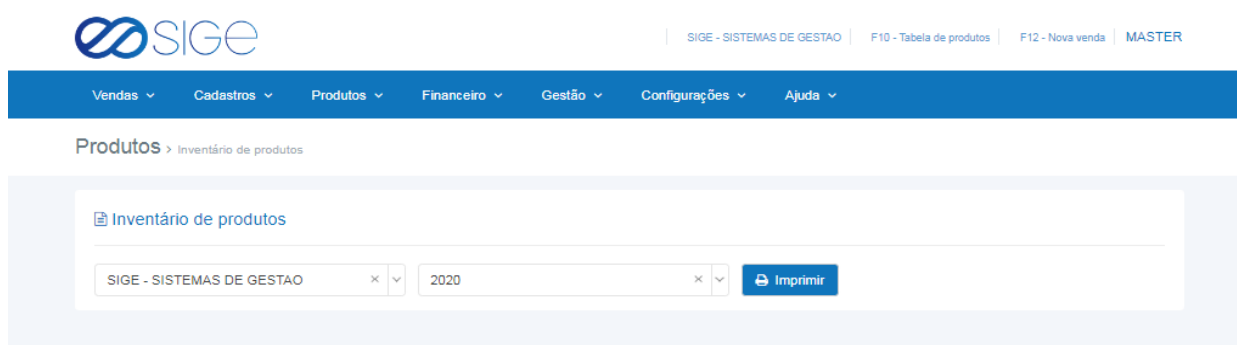 SIGE
SIGE - SISTEMAS DE GESTAO F10 - Tabela de produtos F12 - Nova venda MASTER
Vendas Cadastros Produtos Financeiro Gestão Configurações Ajuda
Produtos > Inventário de produtos
Inventário de produtos
SIGE - SISTEMAS DE GESTAO × 2020 × Imprimir